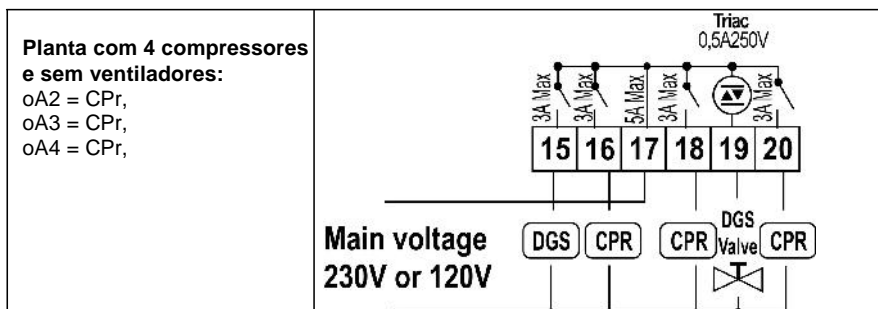 Planta com 4 compressores
e sem ventiladores:
oA2 = CPr,
oA3 = CPr,
oA4 = CPr,
Triac
0,5A250V
3A Max
3A Max
5A Max
3A Max
3A Max
15 16 17 18 19 20
Main voltage
230V or 120V
DGS
CPR
CPR
DGS
Valve
CPR